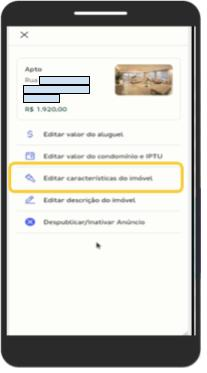 Apto
Rua
R$ 1.920,00
Editar valor do aluguel
Editar valor do condomínio e IPTU
Editar características do imóvel
Editar descrição do imóvel
Despublicar/Inativar Anúncio